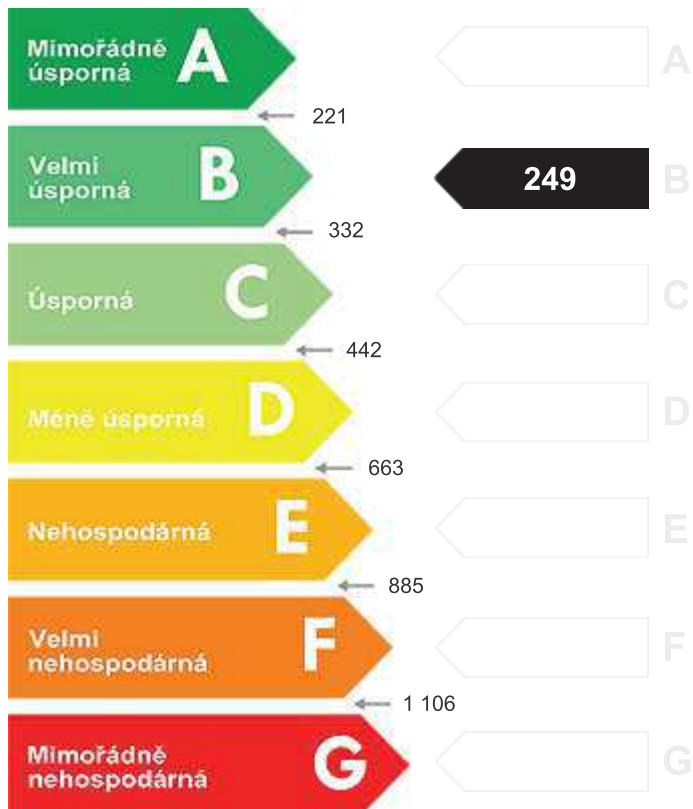 Mimořádně
úsporná
A
A
221
Velmi
úsporná
B
249
B
332
Úsporná
C
C
442
Méně úsporná
D
D
663
Nehospodárná
E
E
885
Velmi
nehospodárná
F
F
1 106
Mimořádně
nehospodárná
G
G